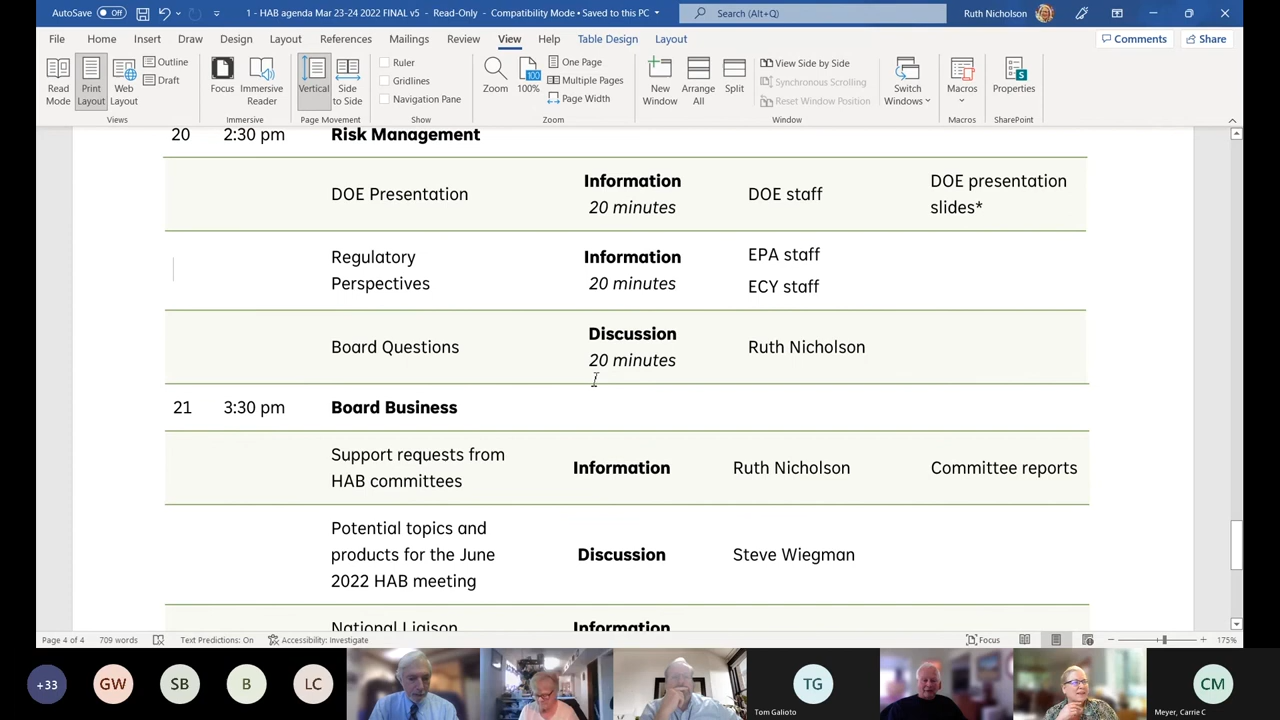 AutoSave Off 1 - HAB agenda Mar 23-24 2022 FINAL v5 - Read-Only - Compatibility Mode • Saved to this PC Search (Alt+Q) Ruth Nicholson
File Home Insert Draw Design Layout References Mailings Review View Help Table Design Layout Comments Share
Read Mode
Print Layout
Web Layout
Outline
Draft
Views
Focus
Immersive Reader
Immersive
Vertical
Side to Side
Page Movement
Ruler
Gridlines
Navigation Pane
Show
Zoom
100
100%
One Page
Multiple Pages
Page Width
Zoom
New Window
Arrange All
Split
View Side by Side
Synchronous Scrolling
Reset Window Position
Window
Switch Windows
Macros
Macros
Properties
SharePoint
20 2:30 pm Risk Management
DOE Presentation
Information
20 minutes
DOE staff
DOE presentation
slides*
Regulatory
Perspectives
Information
20 minutes
EPA staff
ECY staff
Board Questions
Discussion
20 minutes
Ruth Nicholson
21 3:30 pm Board Business
Support requests from
HAB committees
Information
Ruth Nicholson
Committee reports
Potential topics and
products for the June
2022 HAB meeting
Discussion
Steve Wiegman
National Liaison
Information
Page 4 of 4 709 words Text Predictions: On Accessibility: Investigate Focus 175%
+33 GW SB B LC TG CM
Tom Galioto
Meyer, Carrie C